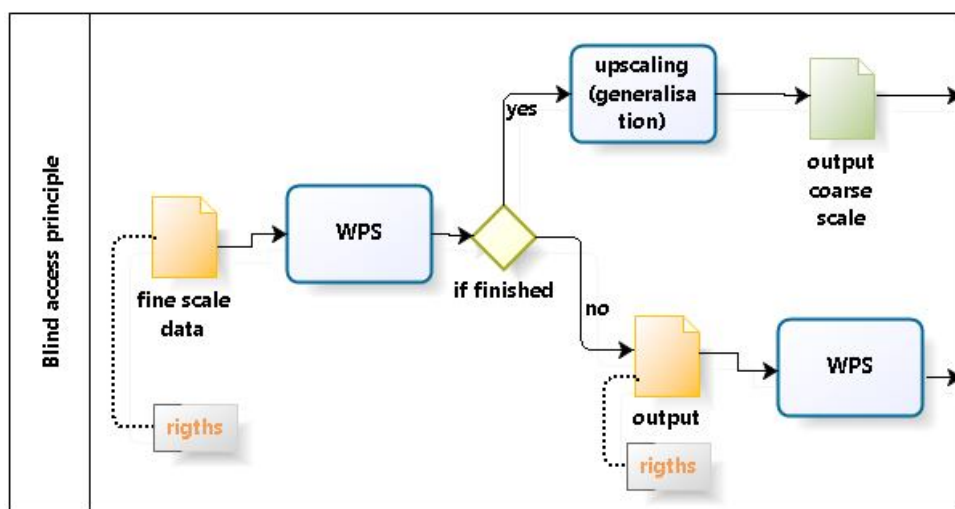 Blind access principle
fine scale
data
rigths
WPS
if finished
yes
upscaling
(generalisa
tion)
output
coarse
scale
no
output
rigths
WPS